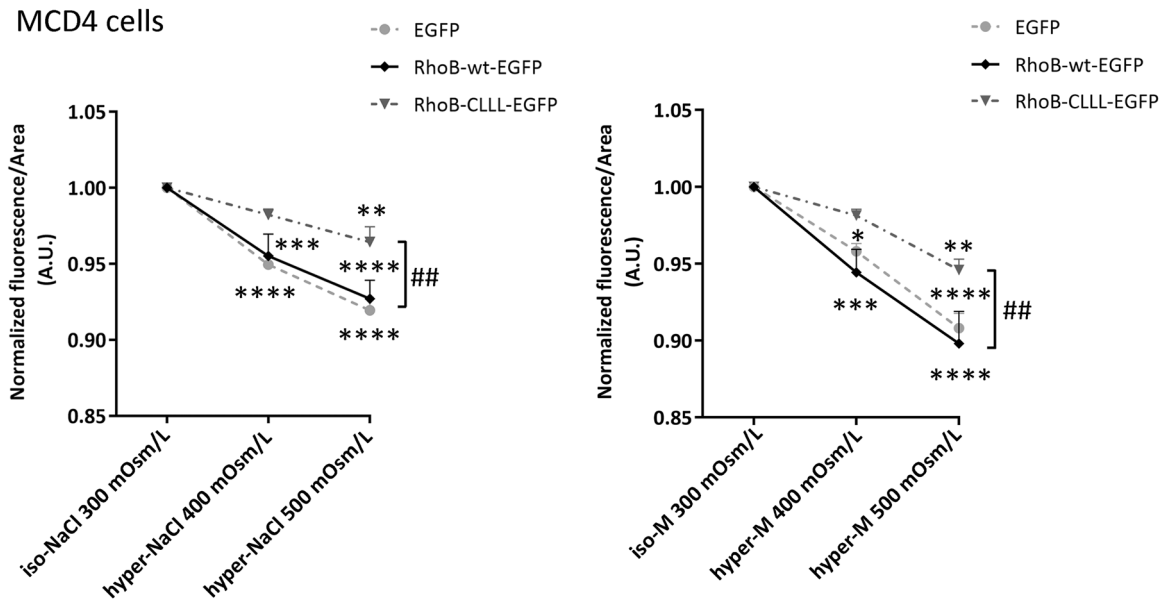 MCD4 cells
EGFP
RhoB-wt-EGFP
RhoB-CLLL-EGFP
Normalized fluorescence/Area
(A.U.)
1.05
1.00
0.95
0.90
0.85
**
***
****
****
****
##
iso-NaCl 300 mOsm/L
hyper-NaCl 400 mOsm/L
hyper-NaCl 500 mOsm/L
EGFP
RhoB-wt-EGFP
RhoB-CLLL-EGFP
Normalized fluorescence/Area
(A.U.)
1.05
1.00
0.95
0.90
0.85
*
**
****
***
****
##
iso-M 300 mOsm/L
hyper-M 400 mOsm/L
hyper-M 500 mOsm/L